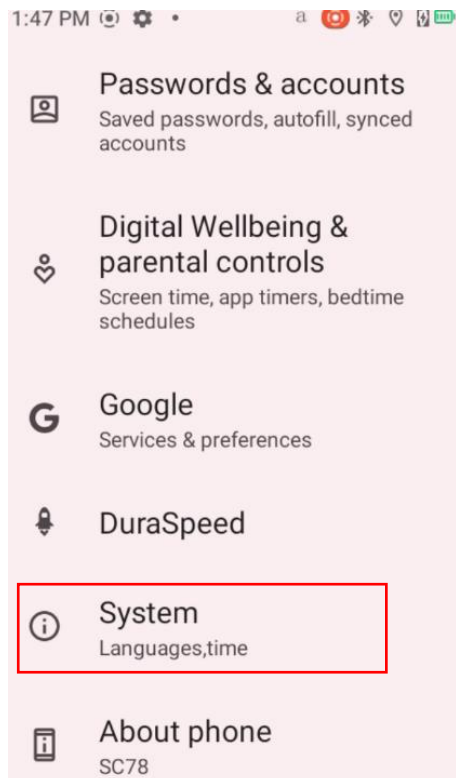 1:47 PM
a
Passwords & accounts
Saved passwords, autofill, synced
accounts
Digital Wellbeing &
parental controls
Screen time, app timers, bedtime
schedules
G Google
Services & preferences
DuraSpeed
System
Languages,time
About phone
SC78